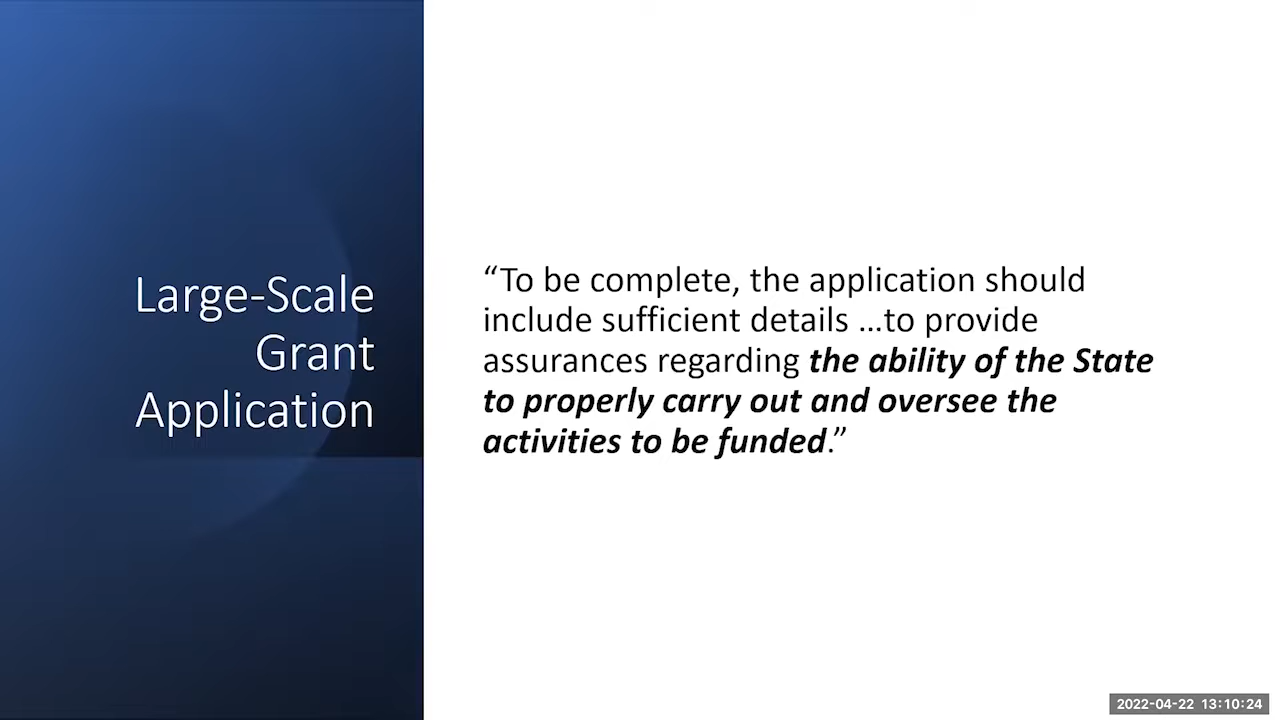 Large-Scale
Grant
Application
“To be complete, the application should
include sufficient details …to provide
assurances regarding the ability of the State
to properly carry out and oversee the
activities to be funded.”
2022-04-22 13:10:24